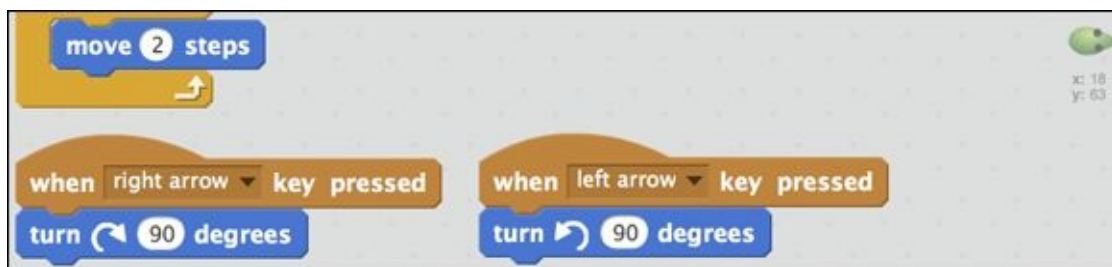 move 2 steps
x: 18
y: 63
when right arrow key pressed
turn 90 degrees
when left arrow key pressed
turn 90 degrees